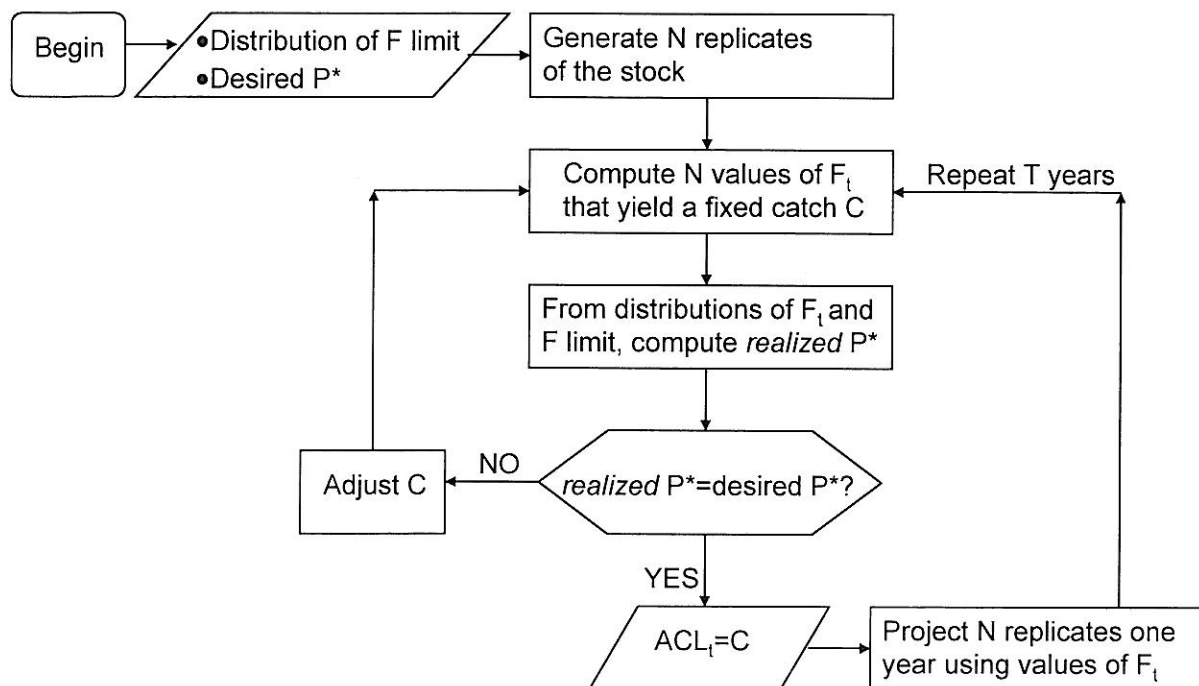 Begin
•Distribution of F limit
•Desired P*
Generate N replicates
of the stock
Compute N values of Fₜ
that yield a fixed catch C
Repeat T years
From distributions of Fₜ and
F limit, compute realized P*
realized P*=desired P*?
NO
Adjust C
YES
ACLₜ=C
Project N replicates one
year using values of Fₜ